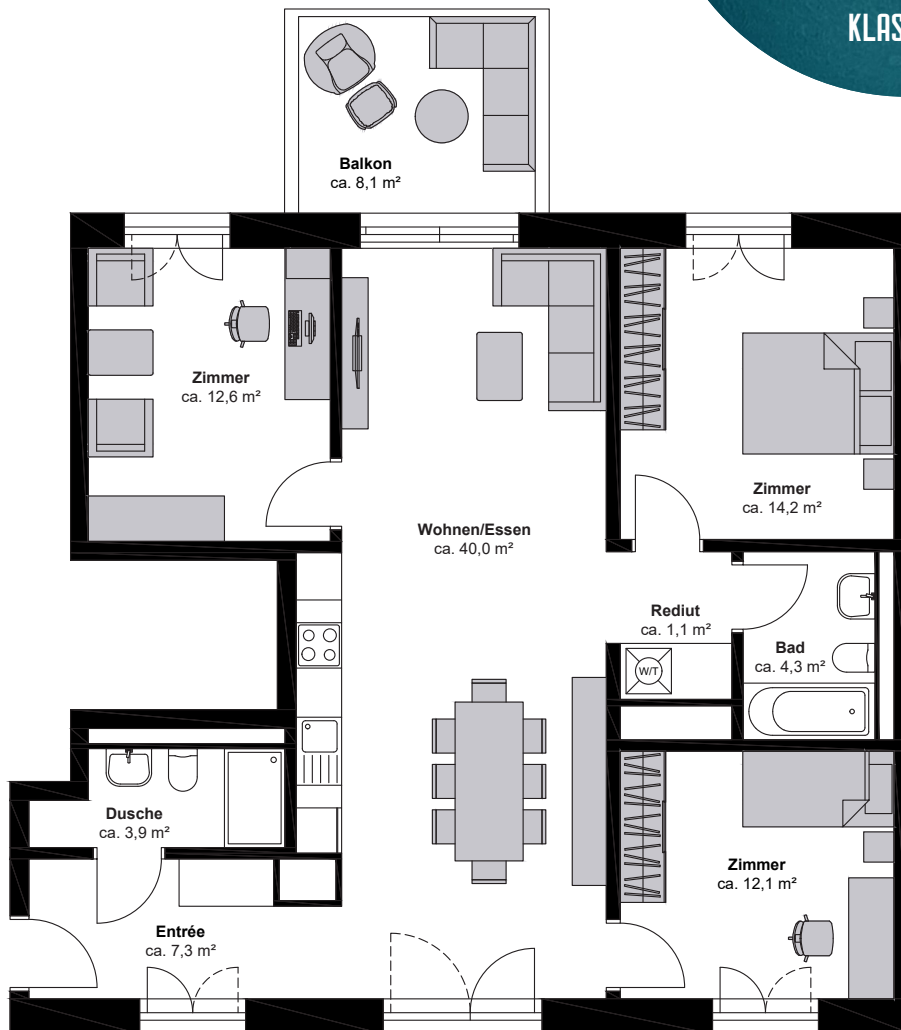 KLAS
Balkon
ca. 8,1 m²
Zimmer
ca. 12,6 m²
Zimmer
ca. 14,2 m²
Wohnen/Essen
ca. 40,0 m²
Rediut
ca. 1,1 m²
W/T
Bad
ca. 4,3 m²
Dusche
ca. 3,9 m²
Zimmer
ca. 12,1 m²
Entrée
ca. 7,3 m²